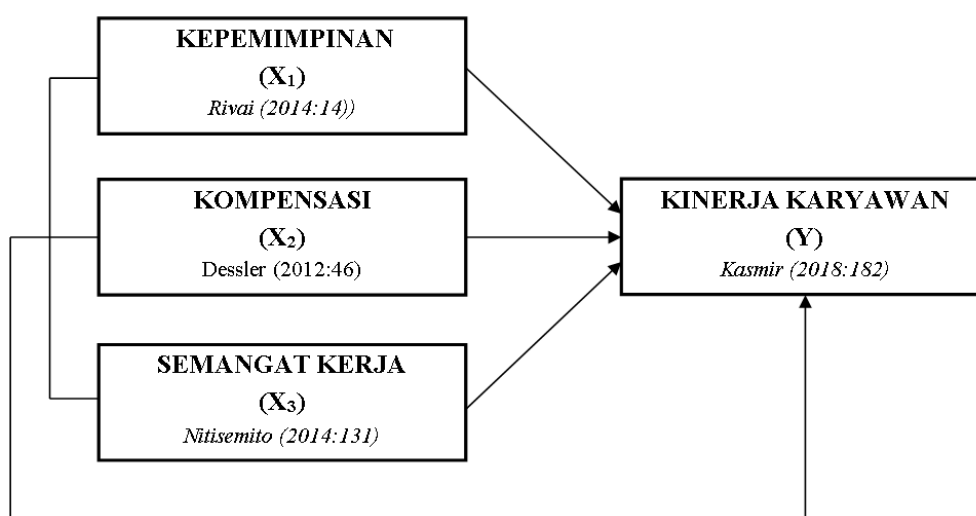 KEPEMIMPINAN
(X₁)
Rivai (2014:14))
KOMPENSASI
(X₂)
Dessler (2012:46)
SEMANGAT KERJA
(X₃)
Nitisemito (2014:131)
KINERJA KARYAWAN
(Y)
Kasmir (2018:182)